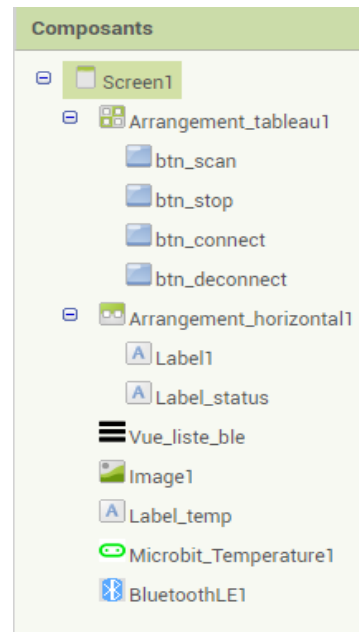 Composants
Screen1
Arrangement_tableau1
btn_scan
btn_stop
btn_connect
btn_deconnect
Arrangement_horizontal1
A Label1
A Label_status
Vue_liste_ble
Image1
A Label_temp
Microbit_Temperature1
BluetoothLE1